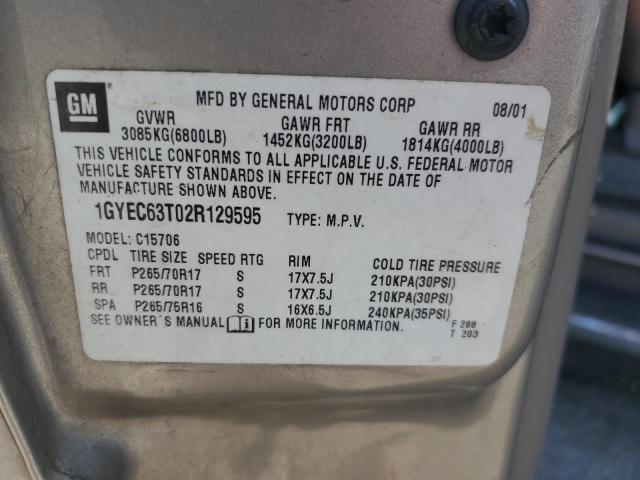 GM
MFD BY GENERAL MOTORS CORP 08/01
GVWR GAWR FRT GAWR RR
3085KG(6800LB) 1452KG(3200LB) 1814KG(4000LB)
THIS VEHICLE CONFORMS TO ALL APPLICABLE U.S. FEDERAL MOTOR
VEHICLE SAFETY STANDARDS IN EFFECT ON THE DATE OF
MANUFACTURE SHOWN ABOVE.
1GYEC63T02R129595 TYPE: M.P.V.
MODEL: C15706
CPDL TIRE SIZE SPEED RTG RIM COLD TIRE PRESSURE
FRT P265/70R17 S 17X7.5J 210KPA(30PSI)
RR P265/70R17 S 17X7.5J 210KPA(30PSI)
SPA P265/75R16 S 16X6.5J 240KPA(35PSI)
SEE OWNER'S MANUAL FOR MORE INFORMATION.
F 288
T 203